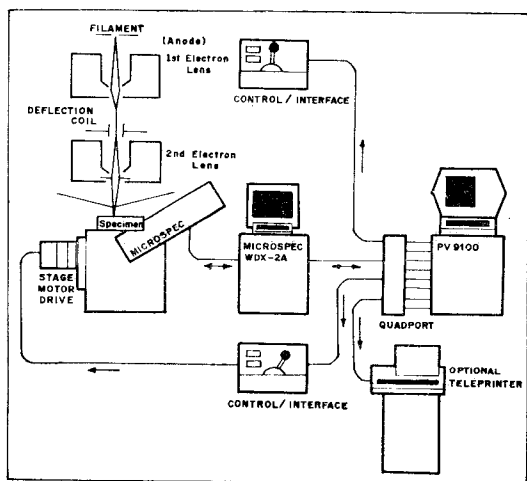 FILAMENT
(Anode)
1st Electron
Lens
CONTROL / INTERFACE
DEFLECTION
COIL
2nd Electron
Lens
Specimen
MICROSPEC
MICROSPEC
WDX-2A
PV 9100
STAGE
MOTOR
DRIVE
QUADPORT
CONTROL/ INTERFACE
OPTIONAL
TELEPRINTER